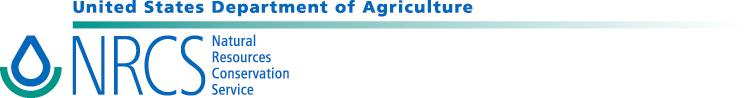 United States Department of Agriculture
NRCS
Natural
Resources
Conservation
Service